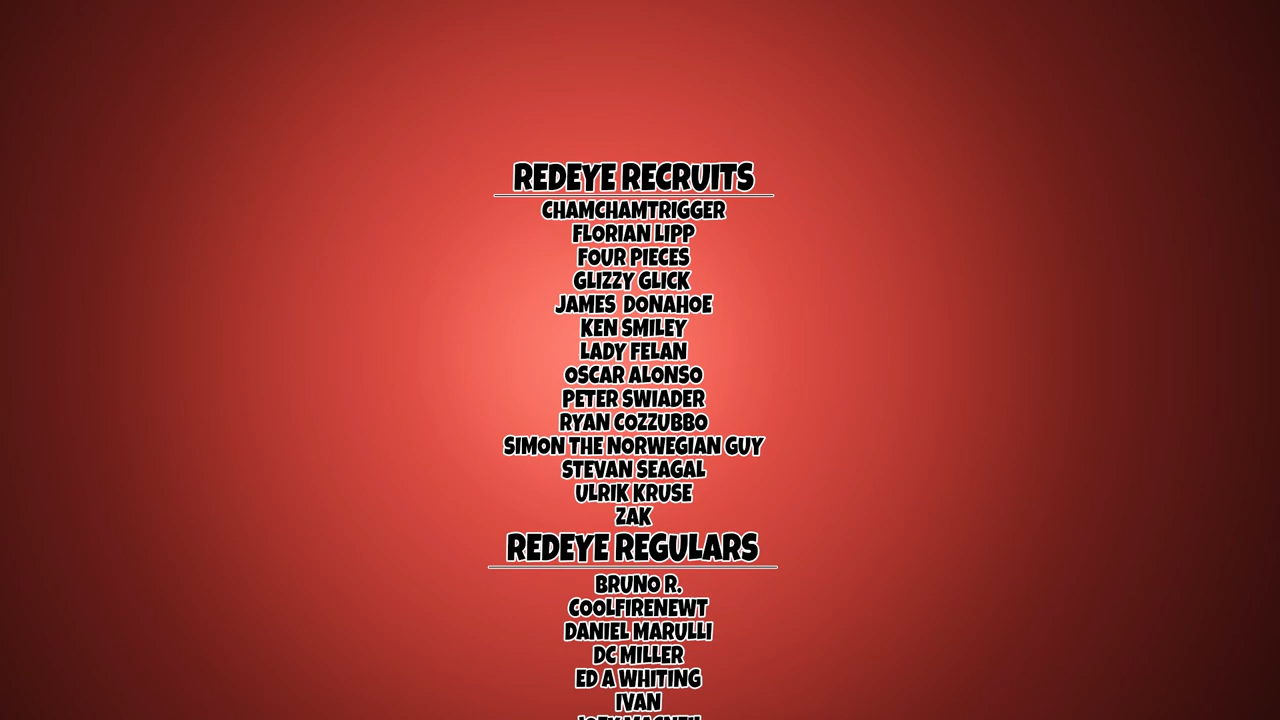 REDEYE RECRUITS
CHAMCHAMTRIGGER
FLORIAN LIPP
FOUR PIECES
GLIZZY GLICK
JAMES DONAHOE
KEN SMILEY
LADY FELAN
OSCAR ALONSO
PETER SWIADER
RYAN COZZUBBO
SIMON THE NORWEGIAN GUY
STEVAN SEAGAL
ULRIK KRUSE
ZAK
REDEYE REGULARS
BRUNO R.
COOLFIRENEWT
DANIEL MARULLI
DC MILLER
ED A WHITING
IVAN